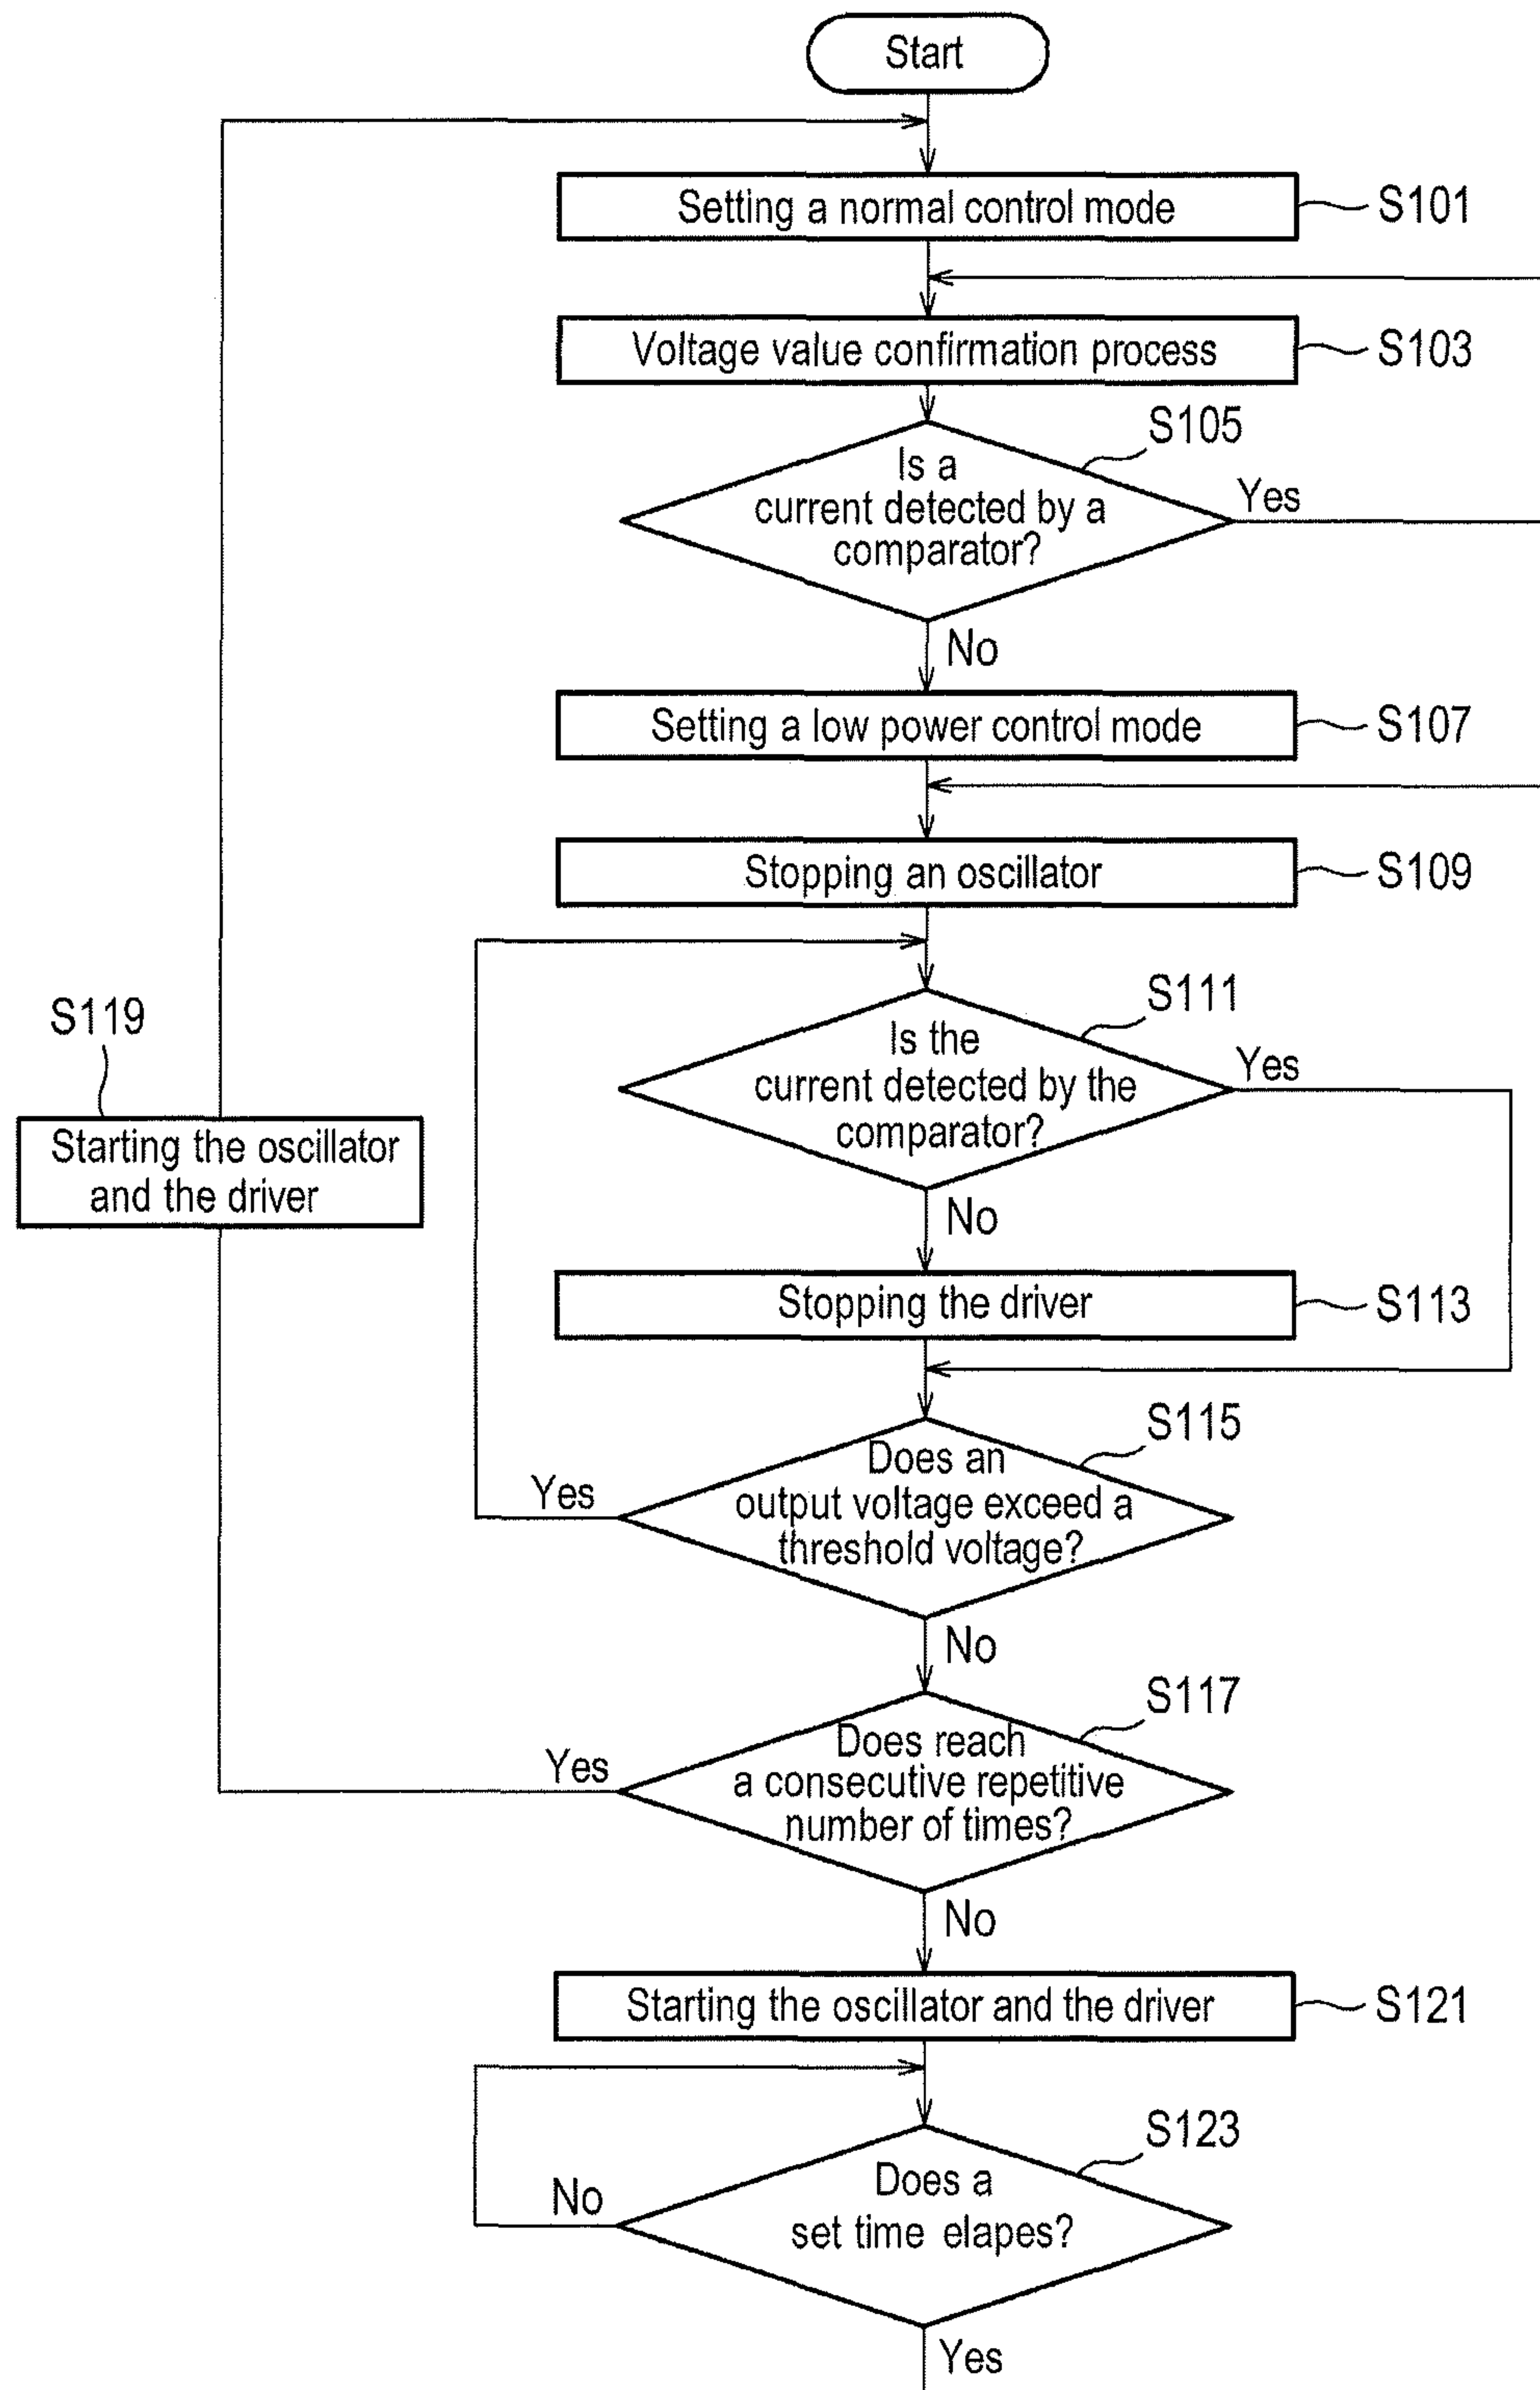 Start
Setting a normal control mode
S101
Voltage value confirmation process
S103
S105
Is a
current detected by a
comparator?
Yes
No
Setting a low power control mode
S107
Stopping an oscillator
S109
S111
Is the
current detected by the
comparator?
Yes
No
S119
Starting the oscillator
and the driver
Stopping the driver
S113
S115
Does an
output voltage exceed a
threshold voltage?
Yes
No
S117
Does reach
a consecutive repetitive
number of times?
Yes
No
Starting the oscillator and the driver
S121
S123
Does a
set time elapes?
No
Yes